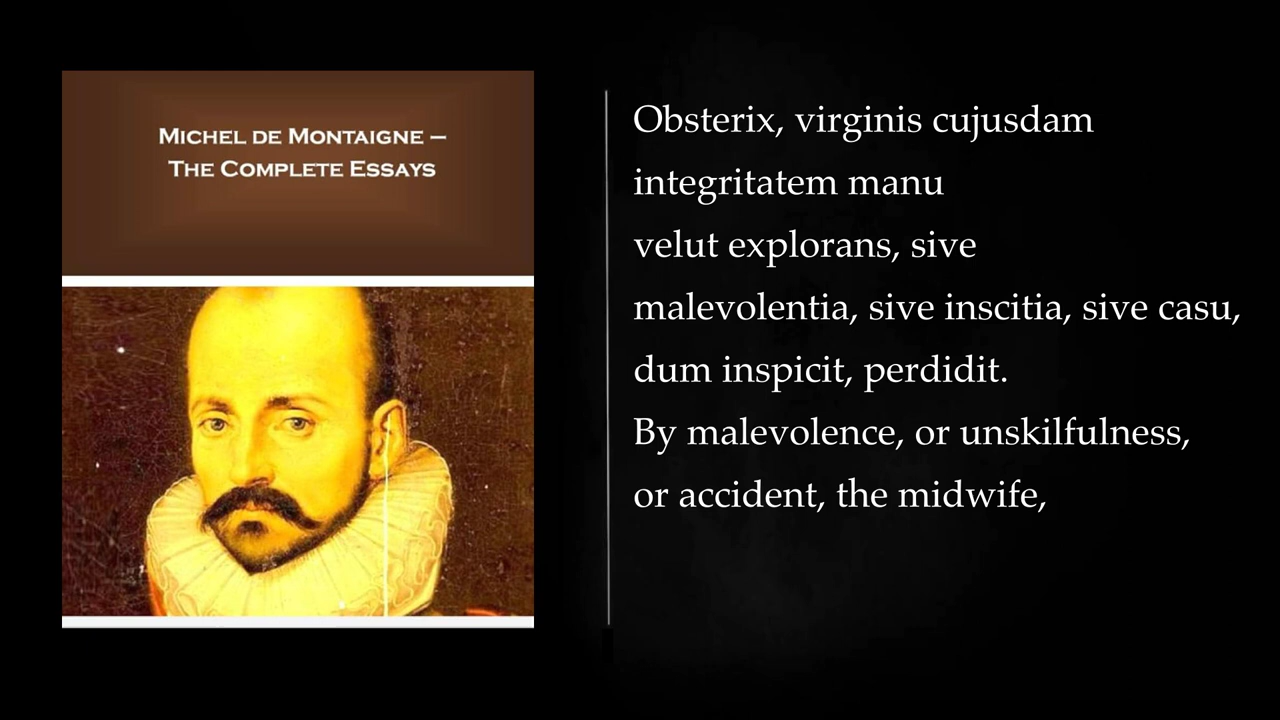 MICHEL DE MONTAIGNE –
THE COMPLETE ESSAYS
Obsterix, virginis cujusdam
integritatem manu
velut explorans, sive
malevolentia, sive inscitia, sive casu,
dum inspicit, perdidit.
By malevolence, or unskilfulness,
or accident, the midwife,